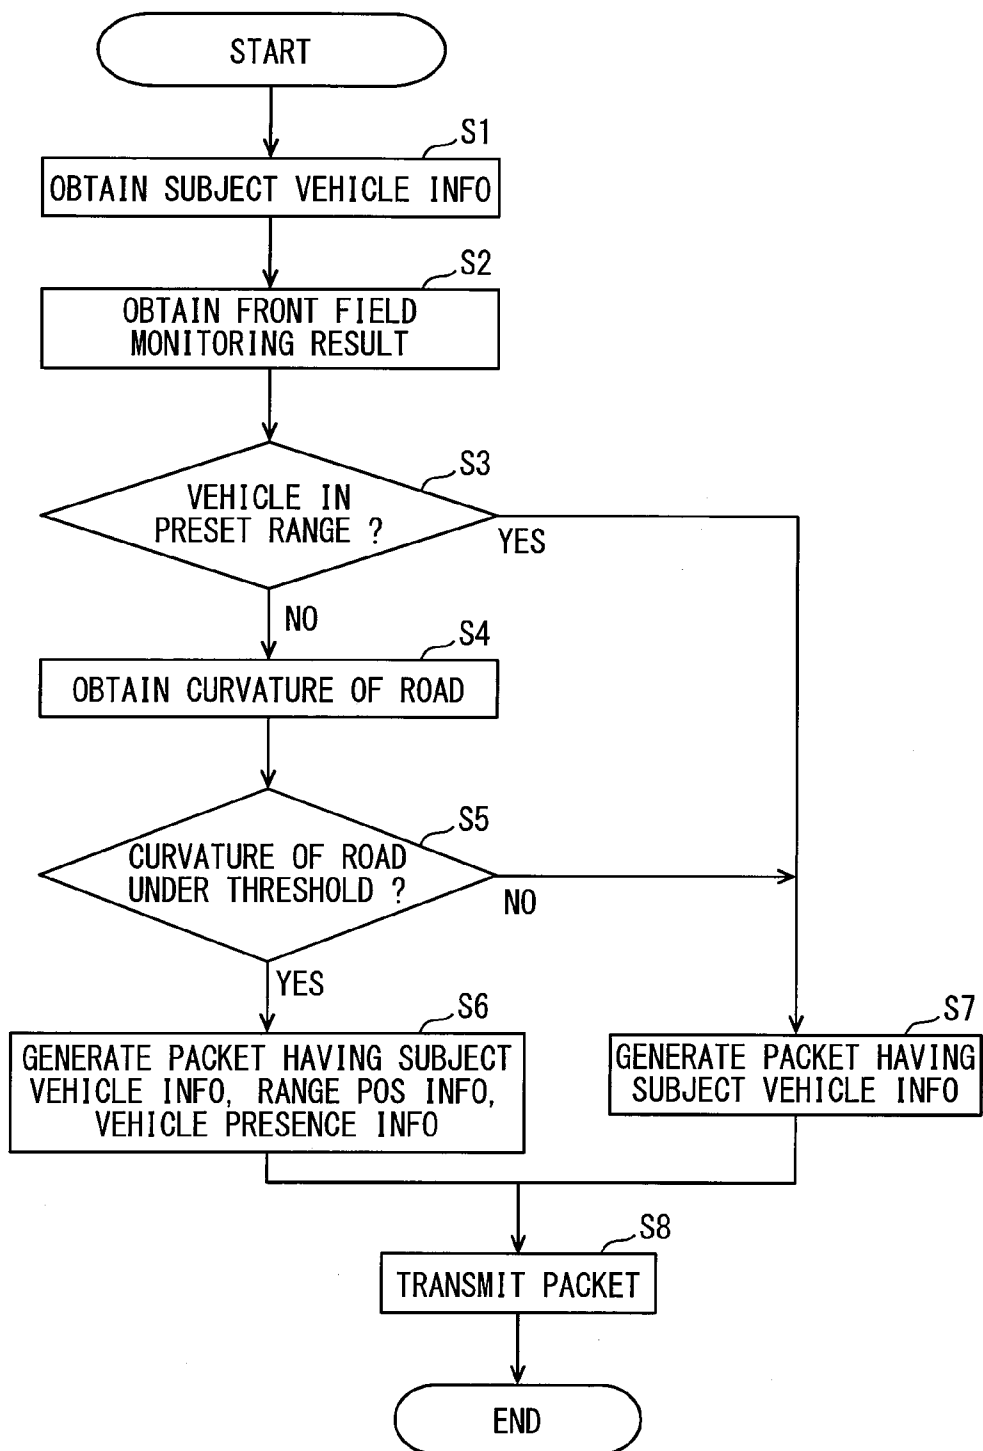 START
S1
OBTAIN SUBJECT VEHICLE INFO
S2
OBTAIN FRONT FIELD
MONITORING RESULT
S3
VEHICLE IN
PRESET RANGE ?
YES
NO
S4
OBTAIN CURVATURE OF ROAD
S5
CURVATURE OF ROAD
UNDER THRESHOLD ?
NO
YES
S6
GENERATE PACKET HAVING SUBJECT
VEHICLE INFO, RANGE POS INFO,
VEHICLE PRESENCE INFO
S7
GENERATE PACKET HAVING
SUBJECT VEHICLE INFO
S8
TRANSMIT PACKET
END